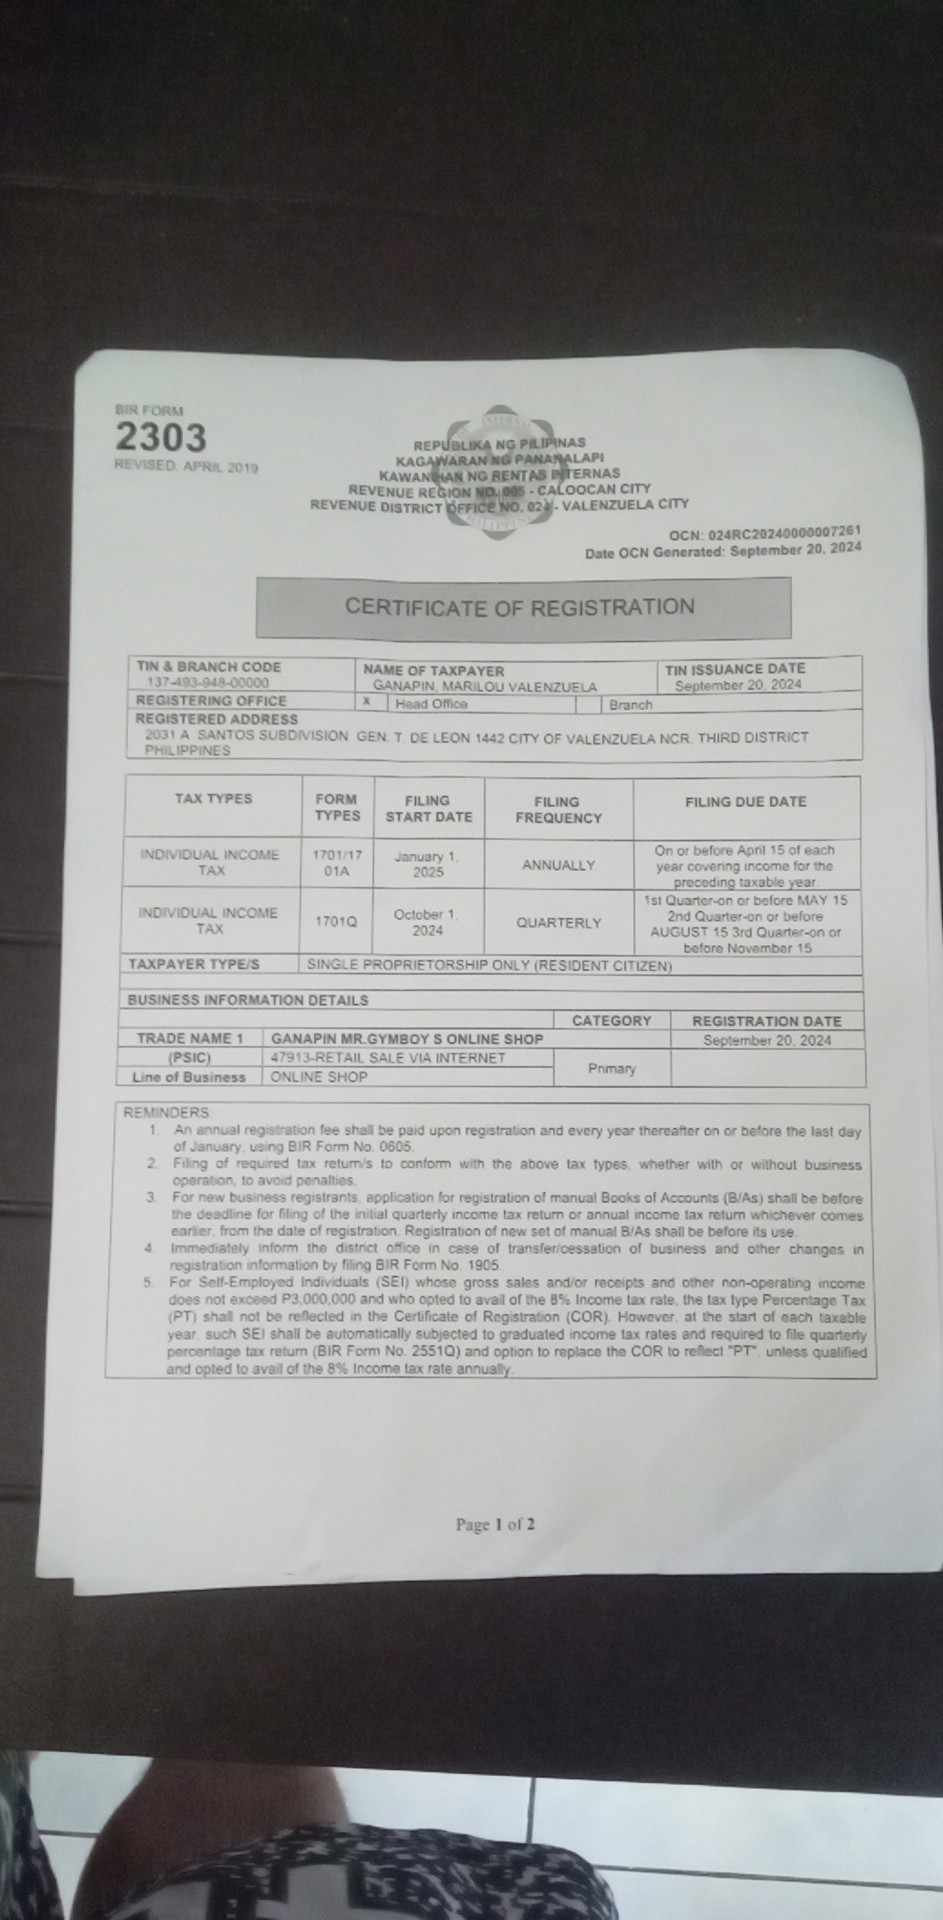 BIR FORM
2303
REVISED: APRIL 2019
REPUBLIKA NG PILIPINAS
KAGAWARAN NG PANANALAPI
KAWANIHAN NG RENTAS INTERNAS
REVENUE REGION NO. 005 - CALOOCAN CITY
REVENUE DISTRICT OFFICE NO. 024 - VALENZUELA CITY
OCN: 024RC20240000007261
Date OCN Generated: September 20, 2024
CERTIFICATE OF REGISTRATION
TIN & BRANCH CODE NAME OF TAXPAYER TIN ISSUANCE DATE
137-493-948-00000 GANAPIN, MARILOU VALENZUELA September 20, 2024
REGISTERING OFFICE X Head Office Branch
REGISTERED ADDRESS
2031 A SANTOS SUBDIVISION GEN. T. DE LEON 1442 CITY OF VALENZUELA NCR, THIRD DISTRICT
PHILIPPINES
TAX TYPES FORM TYPES FILING START DATE FILING FREQUENCY FILING DUE DATE
INDIVIDUAL INCOME TAX 1701/1701A January 1, 2025 ANNUALLY On or before April 15 of each year covering income for the preceding taxable year
INDIVIDUAL INCOME TAX 1701Q October 1, 2024 QUARTERLY 1st Quarter-on or before MAY 15 2nd Quarter-on or before AUGUST 15 3rd Quarter-on or before November 15
TAXPAYER TYPE/S SINGLE PROPRIETORSHIP ONLY (RESIDENT CITIZEN)
BUSINESS INFORMATION DETAILS
CATEGORY REGISTRATION DATE
TRADE NAME 1 GANAPIN MR.GYMBOY S ONLINE SHOP September 20, 2024
(PSIC) 47913-RETAIL SALE VIA INTERNET Primary
Line of Business ONLINE SHOP
REMINDERS:
1. An annual registration fee shall be paid upon registration and every year thereafter on or before the last day
of January, using BIR Form No. 0605.
2. Filing of required tax return/s to conform with the above tax types, whether with or without business
operation, to avoid penalties.
3. For new business registrants, application for registration of manual Books of Accounts (B/As) shall be before
the deadline for filing of the initial quarterly income tax return or annual income tax return whichever comes
earlier, from the date of registration. Registration of new set of manual B/As shall be before its use.
4. Immediately inform the district office in case of transfer/cessation of business and other changes in
registration information by filing BIR Form No. 1905.
5. For Self-Employed Individuals (SEI) whose gross sales and/or receipts and other non-operating income
does not exceed P3,000,000 and who opted to avail of the 8% Income tax rate, the tax type Percentage Tax
(PT) shall not be reflected in the Certificate of Registration (COR). However, at the start of each taxable
year, such SEI shall be automatically subjected to graduated income tax rates and required to file quarterly
percentage tax return (BIR Form No. 2551Q) and option to replace the COR to reflect "PT", unless qualified
and opted to avail of the 8% Income tax rate annually.
Page 1 of 2